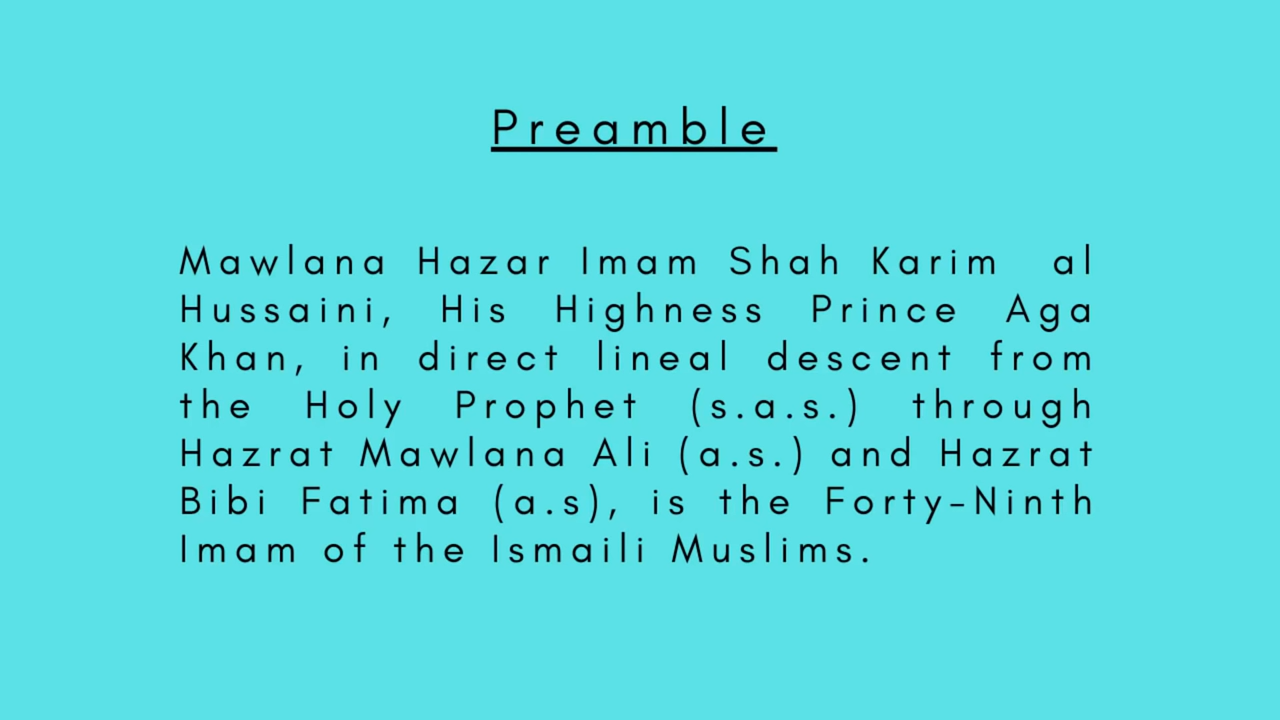 Preamble
Mawlana Hazar Imam Shah Karim al
Hussaini, His Highness Prince Aga
Khan, in direct lineal descent from
the Holy Prophet (s.a.s.) through
Hazrat Mawlana Ali (a.s.) and Hazrat
Bibi Fatima (a.s), is the Forty-Ninth
Imam of the Ismaili Muslims.